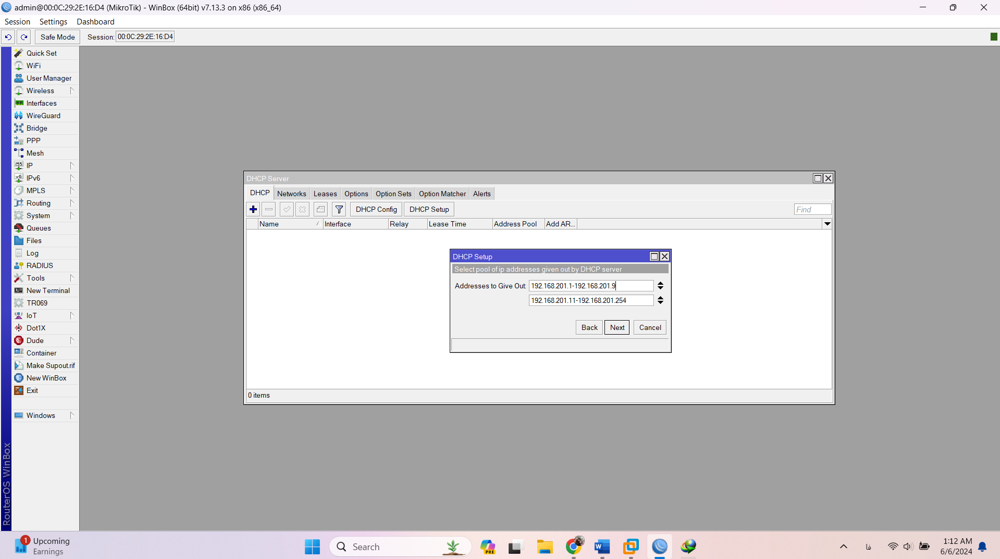 admin@00:0C:29:2E:16:D4 (MikroTik) - WinBox (64bit) v7.13.3 on x86 (x86_64)
Session Settings Dashboard
Safe Mode Session: 00:0C:29:2E:16:D4
Quick Set
WiFi
User Manager
Wireless
Interfaces
WireGuard
Bridge
PPP
Mesh
IP
IPv6
MPLS
Routing
System
Queues
Files
Log
RADIUS
Tools
New Terminal
TR069
IoT
Dot1X
Dude
Container
Make Supout.rif
New WinBox
Exit
Windows
RouterOS WinBox
DHCP Server
DHCP Networks Leases Options Option Sets Option Matcher Alerts
DHCP Config DHCP Setup Find
Name Interface Relay Lease Time Address Pool Add AR...
DHCP Setup
Select pool of ip addresses given out by DHCP server
Addresses to Give Out: 192.168.201.1-192.168.201.9
192.168.201.11-192.168.201.254
Back Next Cancel
0 items
1
Upcoming
Earnings
Search
PRE
فا
1:12 AM
6/6/2024